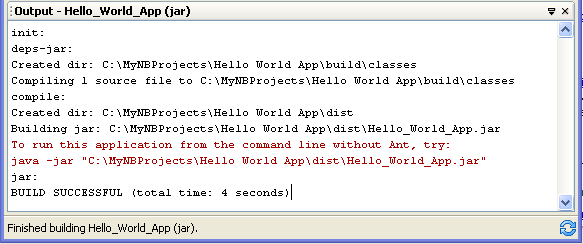 Output - Hello_World_App (jar)
init:
deps-jar:
Created dir: C:\MyNBProjects\Hello World App\build\classes
Compiling 1 source file to C:\MyNBProjects\Hello World App\build\classes
compile:
Created dir: C:\MyNBProjects\Hello World App\dist
Building jar: C:\MyNBProjects\Hello World App\dist\Hello_World_App.jar
To run this application from the command line without Ant, try:
java -jar "C:\MyNBProjects\Hello World App\dist\Hello_World_App.jar"
jar:
BUILD SUCCESSFUL (total time: 4 seconds)
Finished building Hello_World_App (jar).